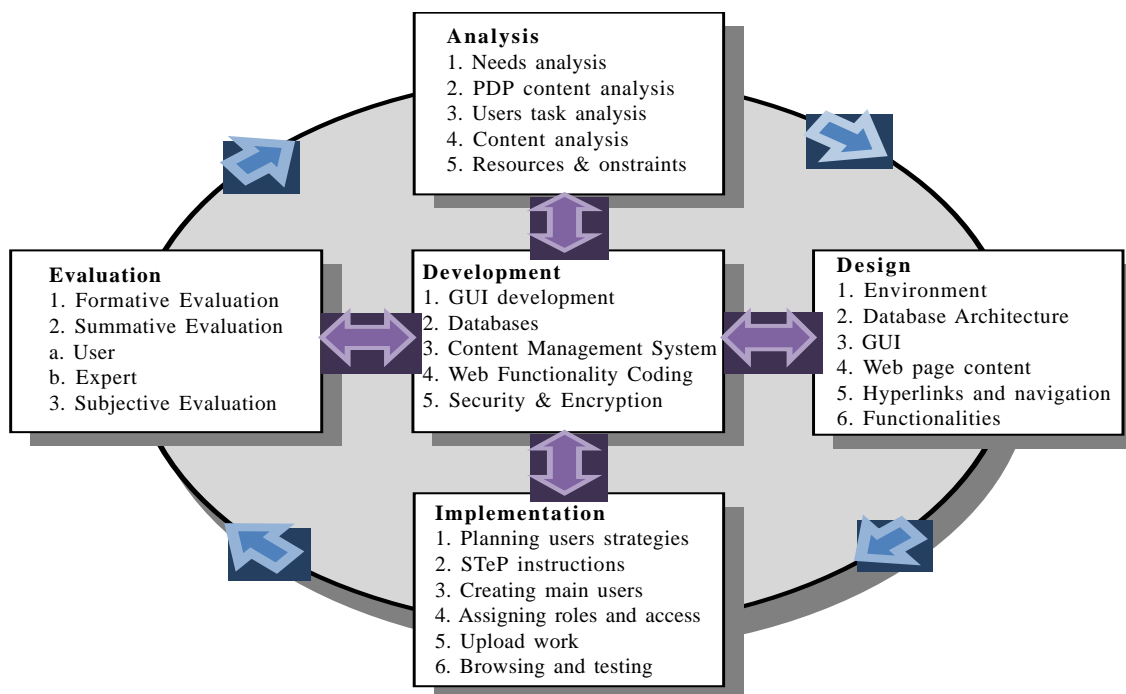 Analysis
1. Needs analysis
2. PDP content analysis
3. Users task analysis
4. Content analysis
5. Resources & onstraints
Evaluation
1. Formative Evaluation
2. Summative Evaluation
a. User
b. Expert
3. Subjective Evaluation
Development
1. GUI development
2. Databases
3. Content Management System
4. Web Functionality Coding
5. Security & Encryption
Design
1. Environment
2. Database Architecture
3. GUI
4. Web page content
5. Hyperlinks and navigation
6. Functionalities
Implementation
1. Planning users strategies
2. STeP instructions
3. Creating main users
4. Assigning roles and access
5. Upload work
6. Browsing and testing